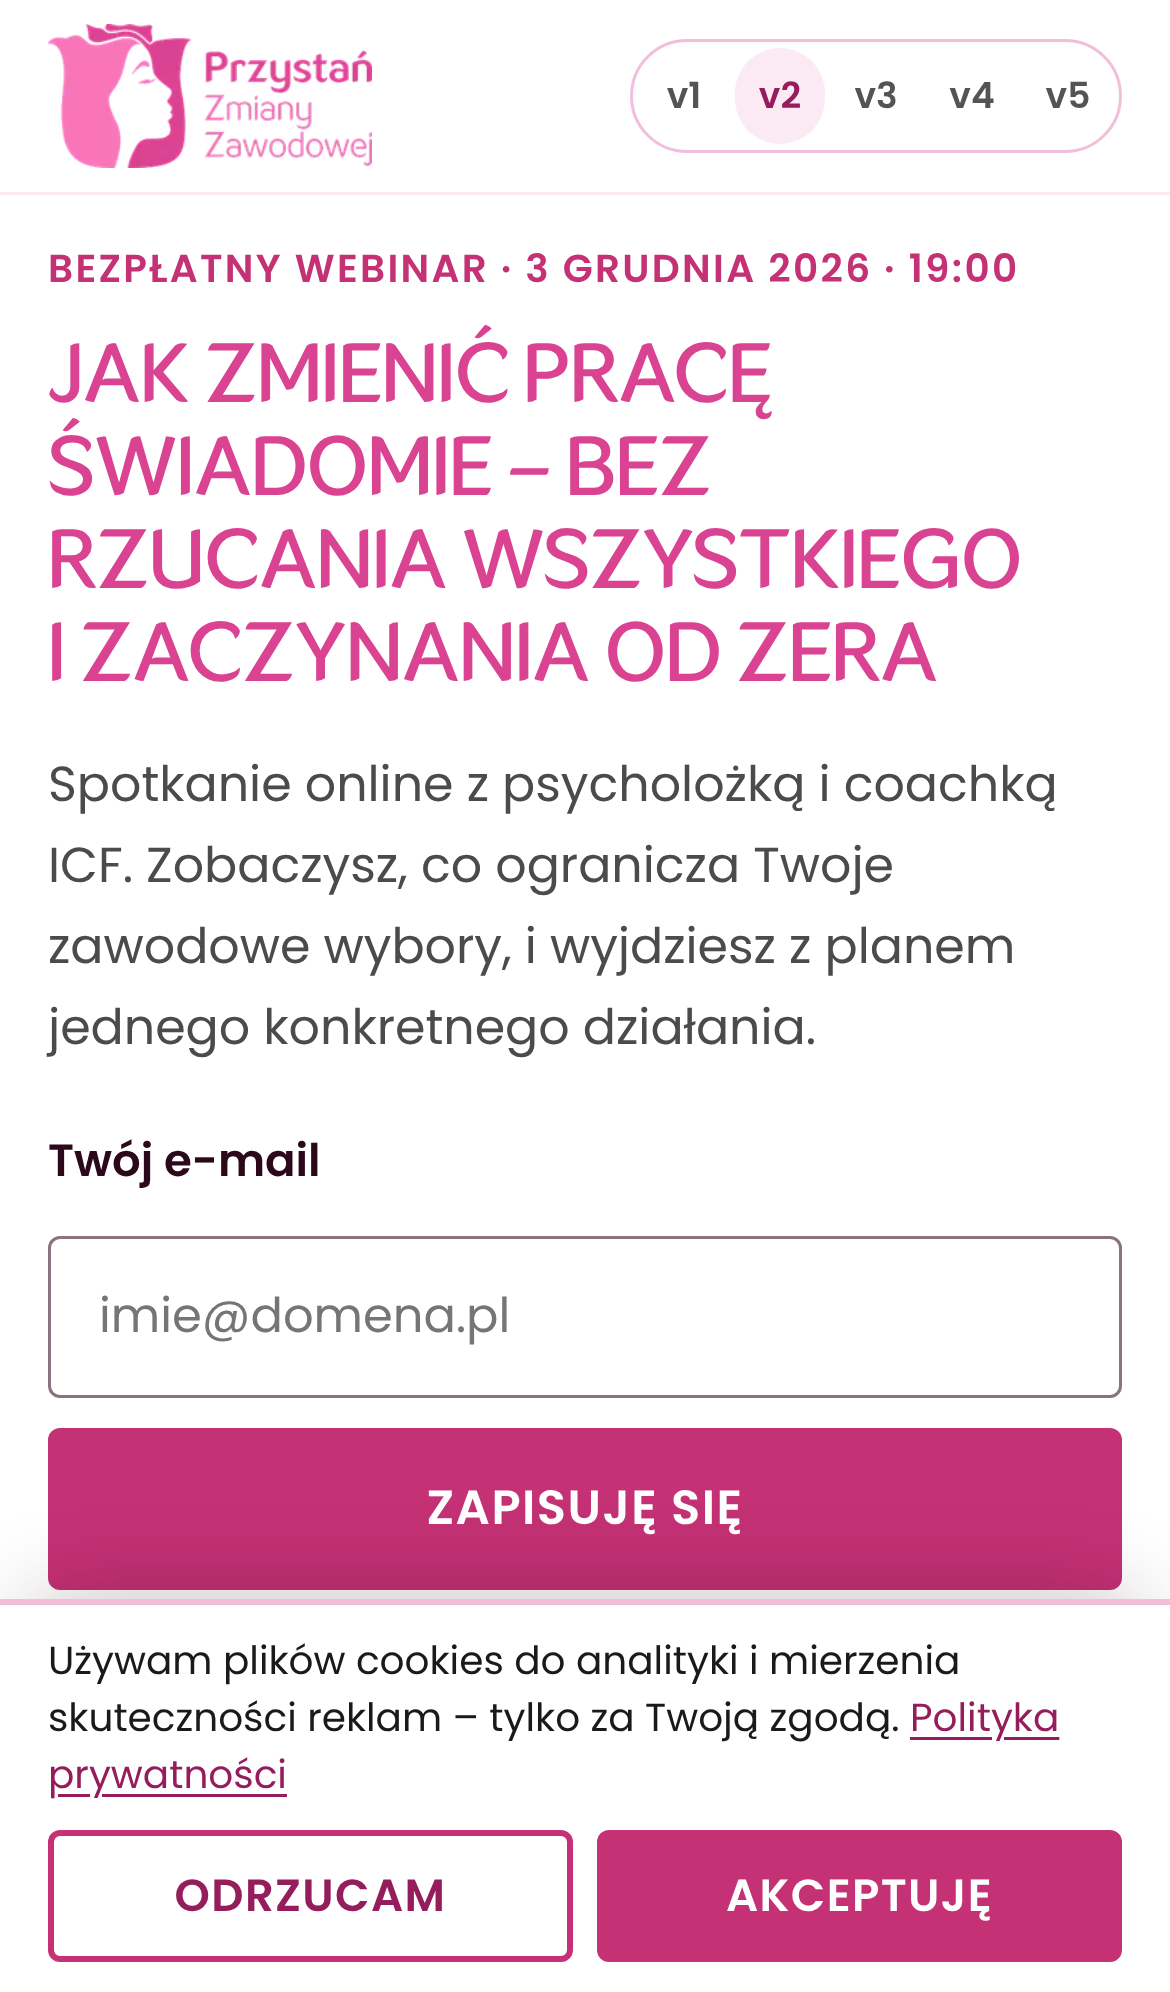 Przystań
Zmiany
Zawodowej
v1 v2 v3 v4 v5
BEZPŁATNY WEBINAR · 3 GRUDNIA 2026 · 19:00
JAK ZMIENIĆ PRACĘ
ŚWIADOMIE – BEZ
RZUCANIA WSZYSTKIEGO
I ZACZYNANIA OD ZERA
Spotkanie online z psycholożką i coachką
ICF. Zobaczysz, co ogranicza Twoje
zawodowe wybory, i wyjdziesz z planem
jednego konkretnego działania.
Twój e-mail
imie@domena.pl
ZAPISUJĘ SIĘ
Używam plików cookies do analityki i mierzenia
skuteczności reklam – tylko za Twoją zgodą. Polityka
prywatności
ODRZUCAM AKCEPTUJĘ